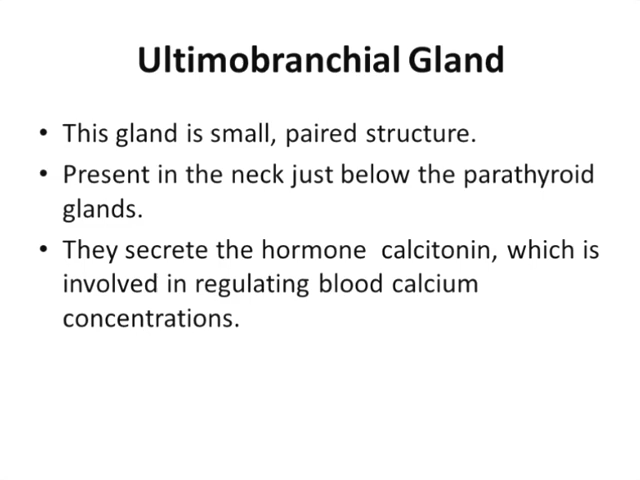 Ultimobranchial Gland
• This gland is small, paired structure.
• Present in the neck just below the parathyroid
glands.
• They secrete the hormone  calcitonin, which is
involved in regulating blood calcium
concentrations.